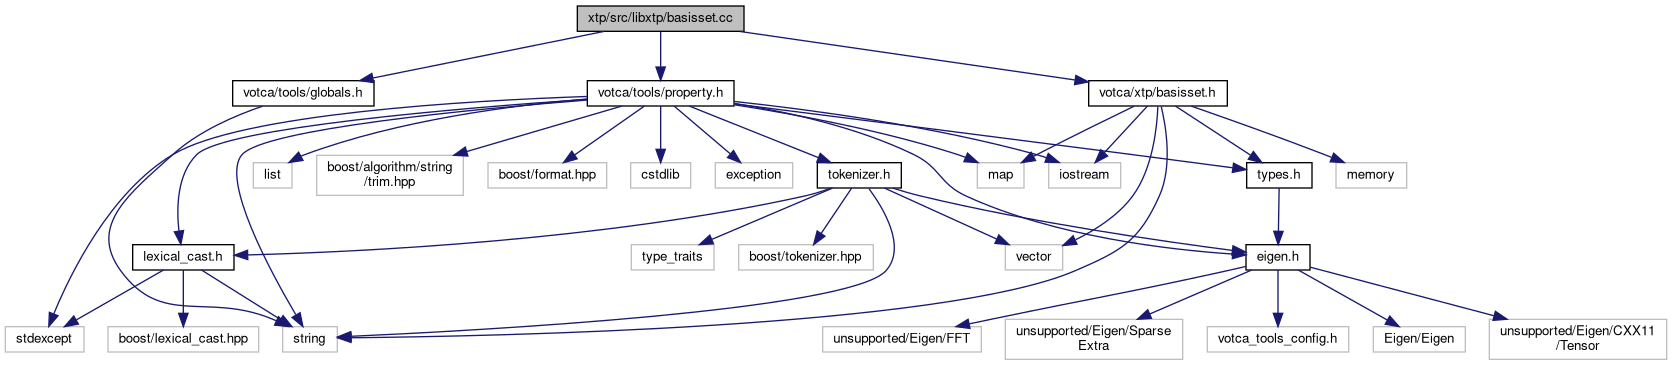 xtp/src/libxtp/basisset.cc
votca/tools/globals.h
votca/tools/property.h
votca/xtp/basisset.h
list
boost/algorithm/string
/trim.hpp
boost/format.hpp
cstdlib
exception
tokenizer.h
map
iostream
types.h
memory
lexical_cast.h
type_traits
boost/tokenizer.hpp
vector
eigen.h
stdexcept
boost/lexical_cast.hpp
string
unsupported/Eigen/FFT
unsupported/Eigen/Sparse
Extra
votca_tools_config.h
Eigen/Eigen
unsupported/Eigen/CXX11
/Tensor